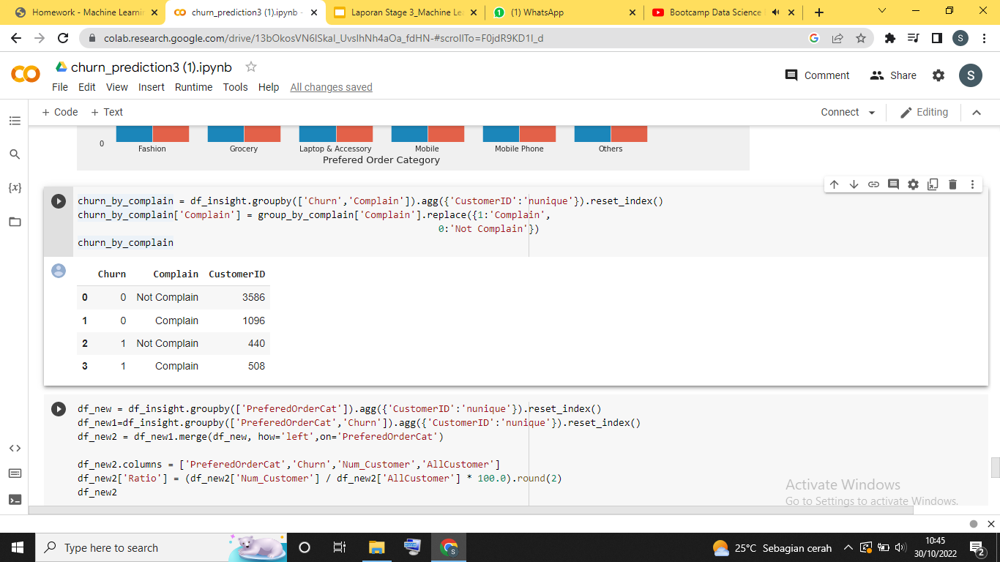 Homework - Machine Learnin
churn_prediction3 (1).ipynb -
Laporan Stage 3_Machine Le
(1) WhatsApp
Bootcamp Data Science
colab.research.google.com/drive/13bOkosVN6ISkaI_UvsIhNh4aOa_fdHN-#scrollTo=F0jdR9KD1I_d
S
churn_prediction3 (1).ipynb
Comment
Share
S
File Edit View Insert Runtime Tools Help All changes saved
+ Code + Text
Connect
Editing
0
Fashion Grocery Laptop & Accessory Mobile Mobile Phone Others
Prefered Order Category
{x}
churn_by_complain = df_insight.groupby(['Churn','Complain']).agg({'CustomerID':'nunique'}).reset_index()
churn_by_complain['Complain'] = group_by_complain['Complain'].replace({1:'Complain',
0:'Not Complain'})
churn_by_complain
Churn Complain CustomerID
0 0 Not Complain 3586
1 0 Complain 1096
2 1 Not Complain 440
3 1 Complain 508
df_new = df_insight.groupby(['PreferedOrderCat']).agg({'CustomerID':'nunique'}).reset_index()
df_new1=df_insight.groupby(['PreferedOrderCat','Churn']).agg({'CustomerID':'nunique'}).reset_index()
df_new2 = df_new1.merge(df_new, how='left',on='PreferedOrderCat')
df_new2.columns = ['PreferedOrderCat','Churn','Num_Customer','AllCustomer']
df_new2['Ratio'] = (df_new2['Num_Customer'] / df_new2['AllCustomer'] * 100.0).round(2)
df_new2
Activate Windows
Go to Settings to activate Windows.
Type here to search
S
25°C Sebagian cerah
10:45
30/10/2022
2